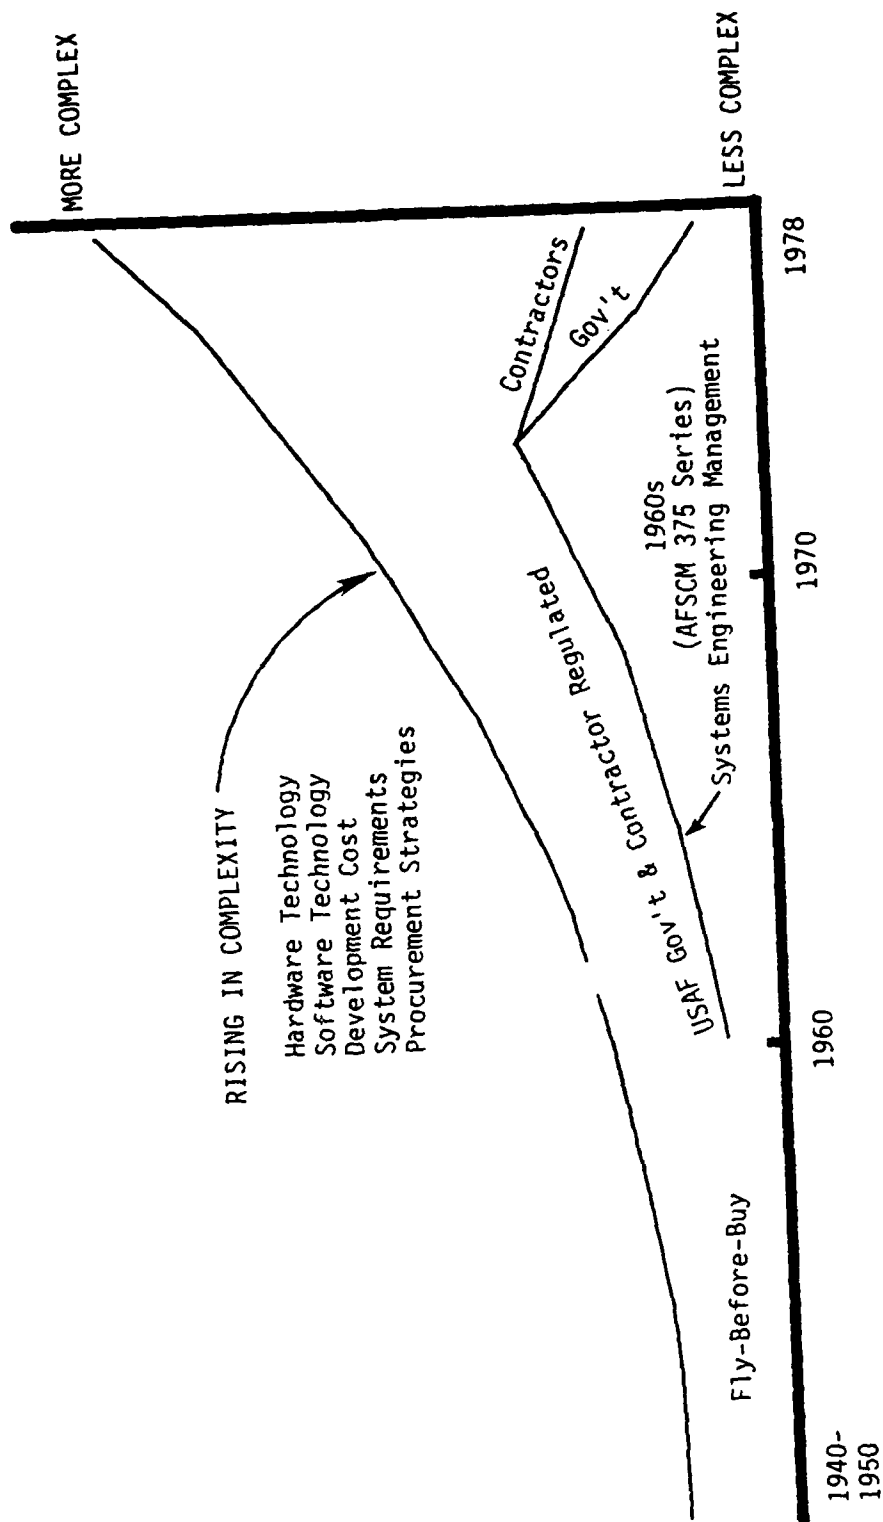 MORE COMPLEX
RISING IN COMPLEXITY
Hardware Technology
Software Technology
Development Cost
System Requirements
Procurement Strategies
Contractors
Gov't
USAF Gov't & Contractor Regulated
1960s
(AFSCM 375 Series)
Systems Engineering Management
Fly-Before-Buy
LESS COMPLEX
1940-
1950
1960
1970
1978